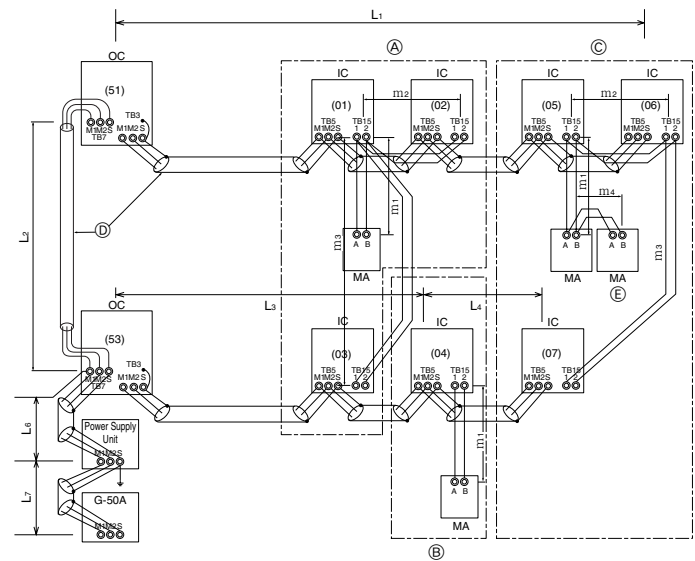 L1
OC
(51)
TB3
M1M2S
M1M2S
TB7
A
IC
(01)
TB5
M1M2S
TB15
1 2
m2
IC
(02)
TB5
M1M2S
TB15
1 2
C
IC
(05)
TB5
M1M2S
TB15
1 2
m2
IC
(06)
TB5
M1M2S
TB15
1 2
L2
D
m1
m3
A B
MA
m1
m4
A B
MA
A B
MA
E
m3
L3
L4
OC
(53)
TB3
M1M2S
M1M2S
TB7
IC
(03)
TB5
M1M2S
TB15
1 2
IC
(04)
TB5
M1M2S
TB15
1 2
IC
(07)
TB5
M1M2S
TB15
1 2
L6
Power Supply
Unit
M1M2S
L7
G-50A
M1M2S
m1
A B
MA
B